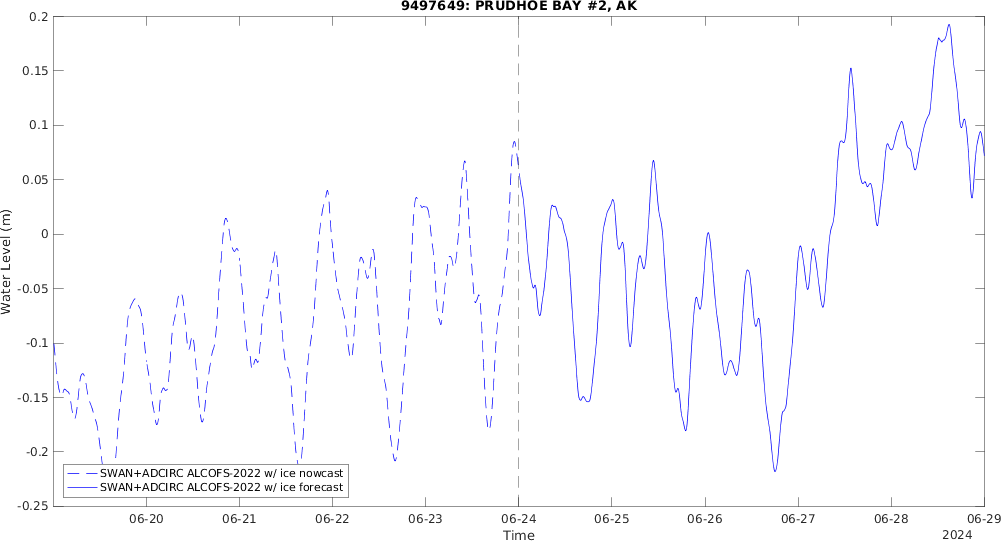 9497649: PRUDHOE BAY #2, AK
Water Level (m)
0.2
0.15
0.1
0.05
0
-0.05
-0.1
-0.15
-0.2
-0.25
SWAN+ADCIRC ALCOFS-2022 w/ ice nowcast
SWAN+ADCIRC ALCOFS-2022 w/ ice forecast
06-20 06-21 06-22 06-23 06-24 06-25 06-26 06-27 06-28 06-29
Time
2024